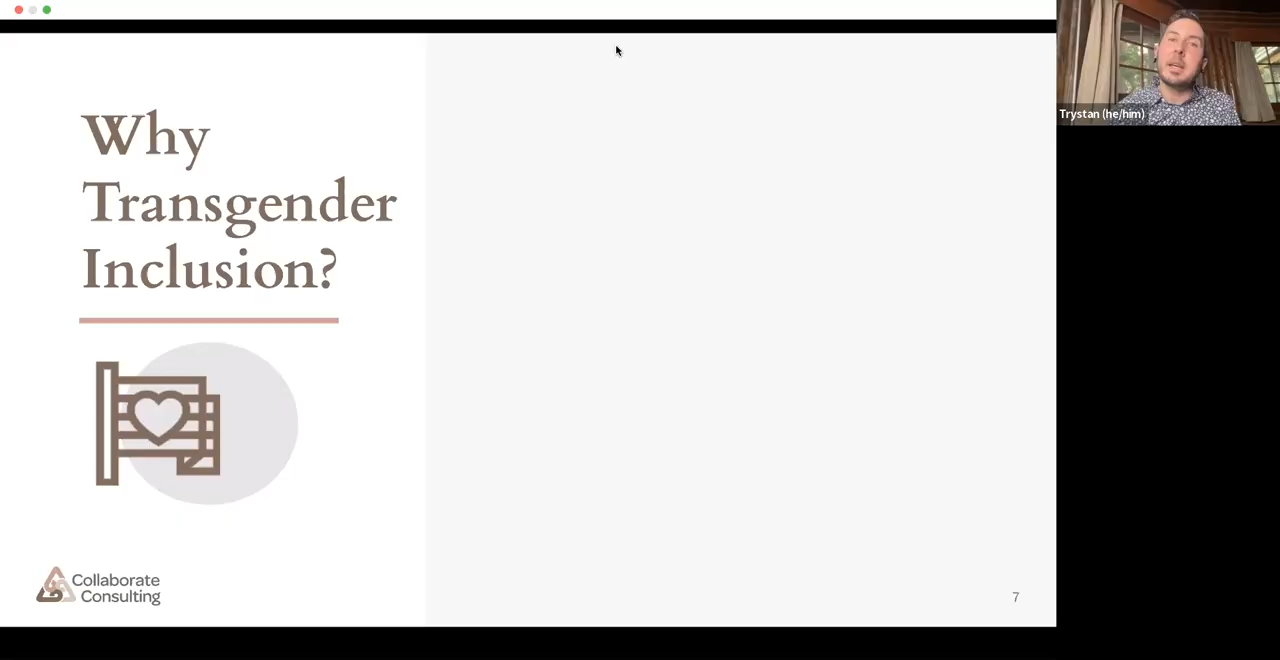 Why
Transgender
Inclusion?
Collaborate
Consulting
7
Trystan (he/him)